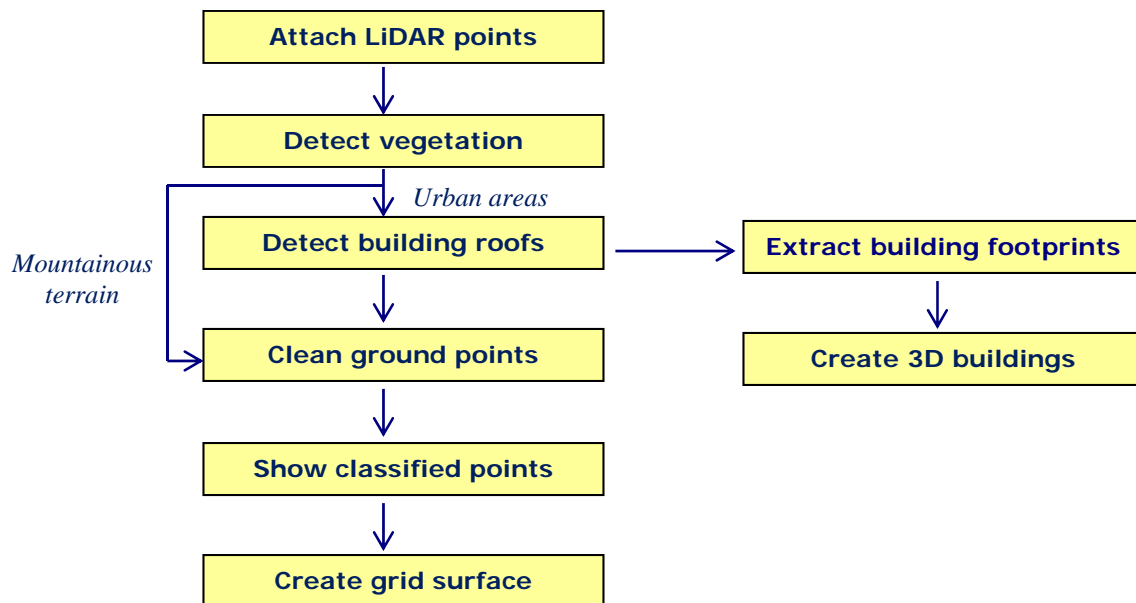 Attach LiDAR points
Detect vegetation
Urban areas
Detect building roofs
Extract building footprints
Mountainous
terrain
Clean ground points
Create 3D buildings
Show classified points
Create grid surface